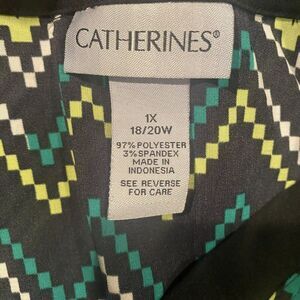 CATHERINES®
1X
18/20W
97% POLYESTER
3% SPANDEX
MADE IN
INDONESIA
SEE REVERSE
FOR CARE